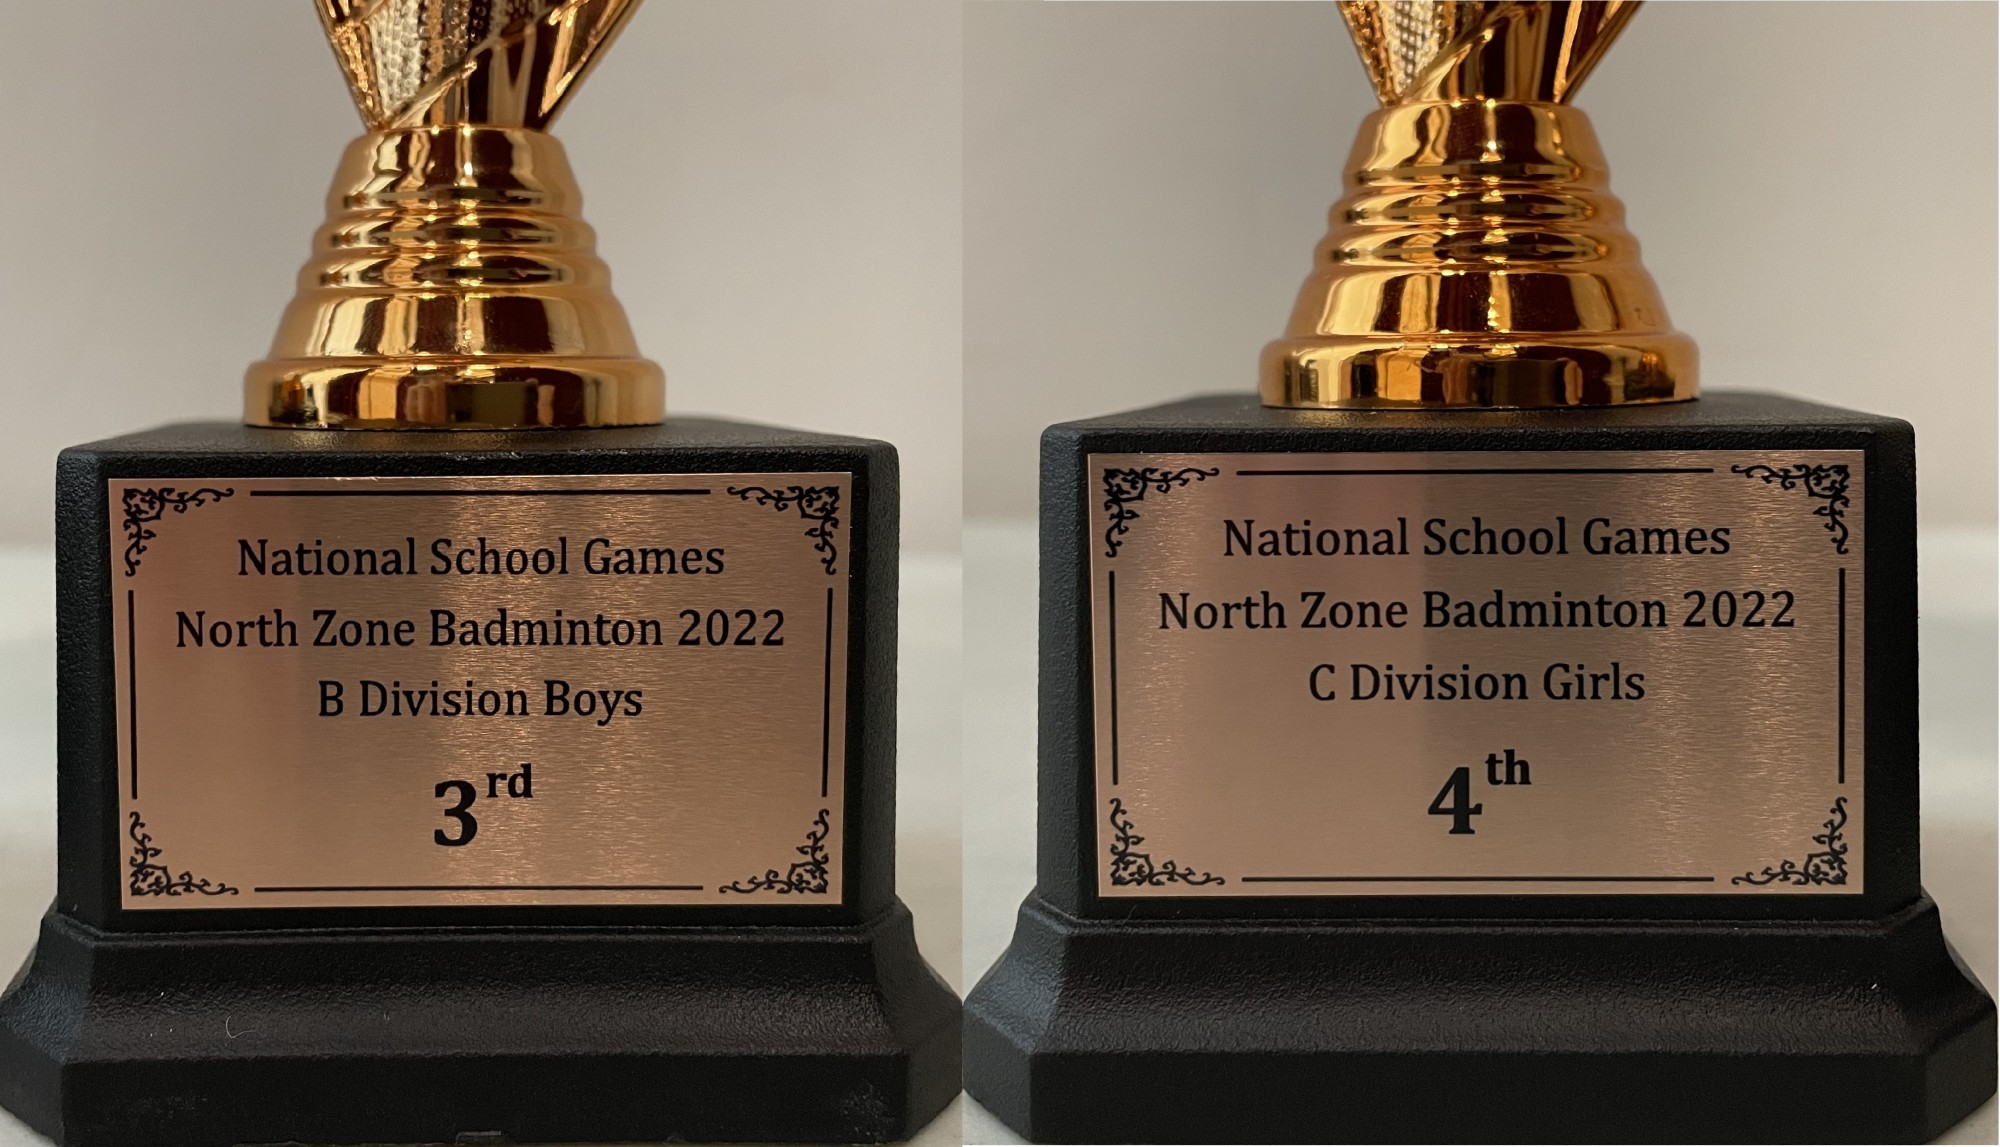 National School Games
North Zone Badminton 2022
B Division Boys
3rd
National School Games
North Zone Badminton 2022
C Division Girls
4th